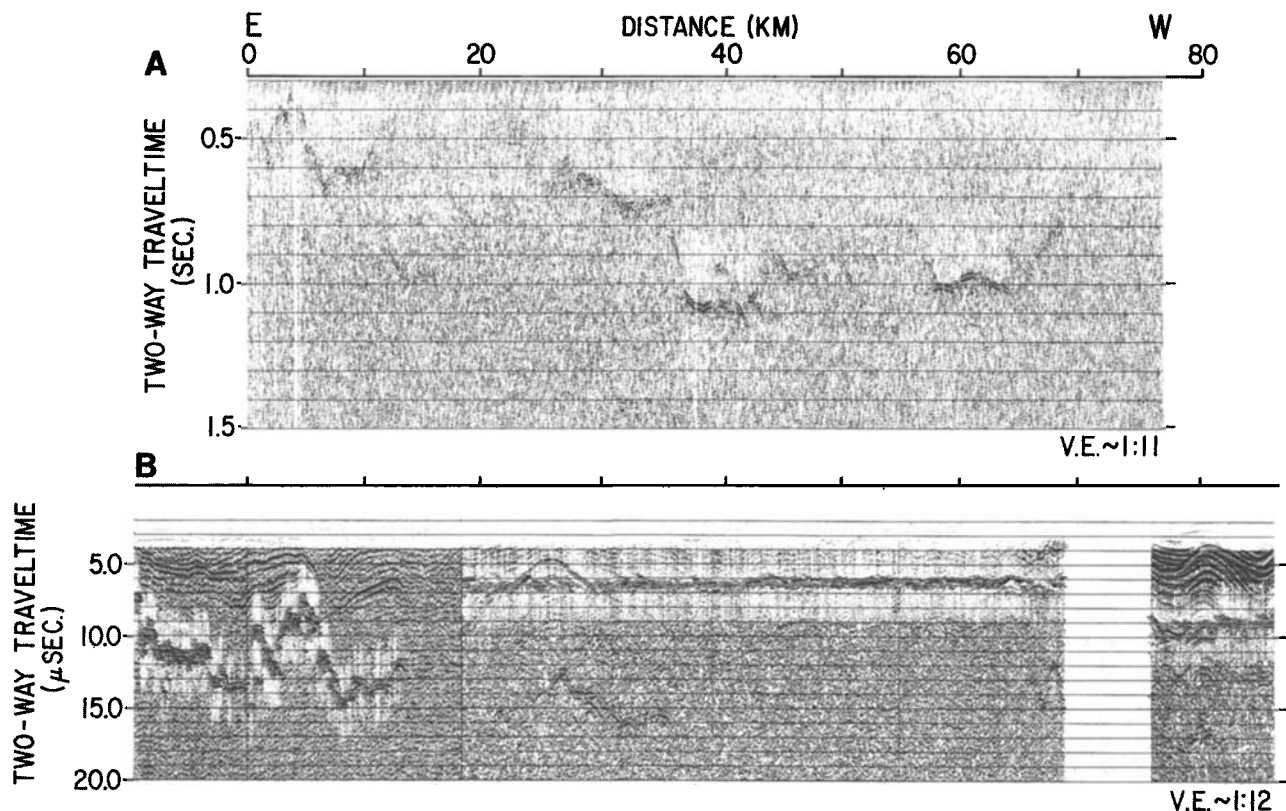 E DISTANCE (KM) W
0 20 40 60 80
A
TWO-WAY TRAVELTIME
(SEC.)
0.5
1.0
1.5
V.E.~1:11
B
TWO-WAY TRAVELTIME
(μSEC.)
5.0
10.0
15.0
20.0
V.E.~1:12